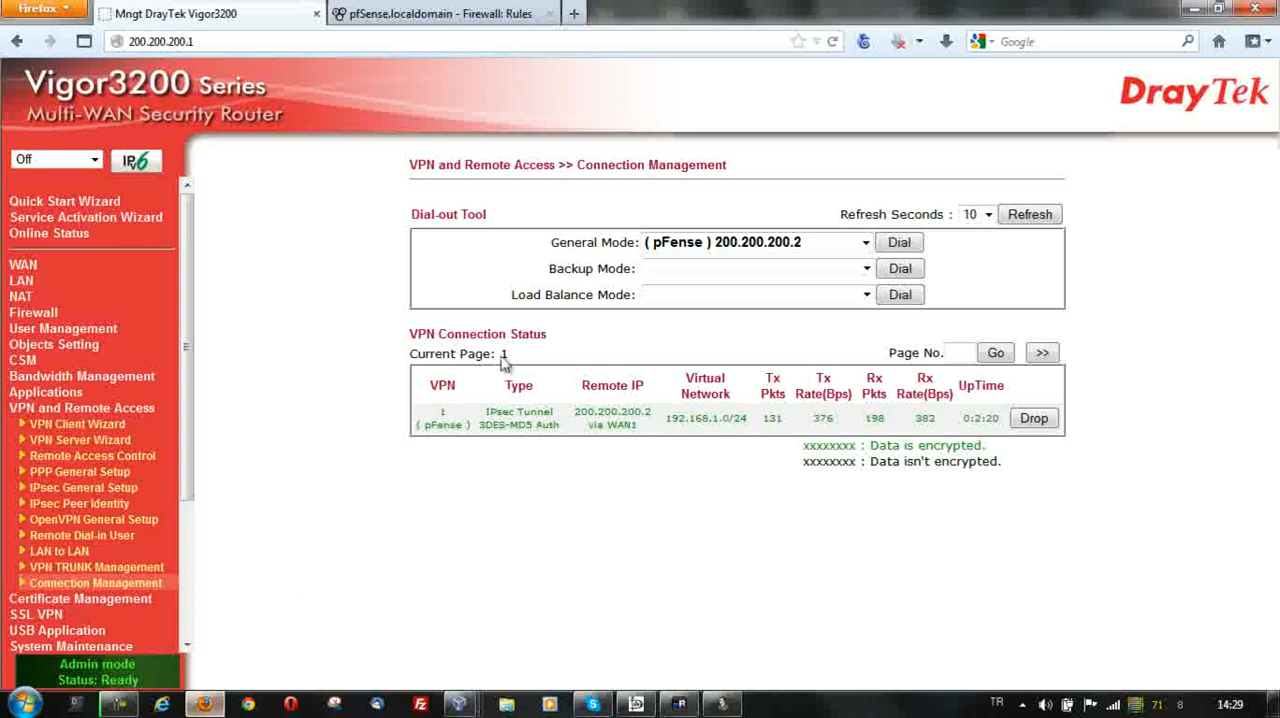 Firefox
Mngt DrayTek Vigor3200
pfSense.localdomain - Firewall: Rules
200.200.200.1
Google
Vigor3200 Series
Multi-WAN Security Router
DrayTek
Off
IPv6
Quick Start Wizard
Service Activation Wizard
Online Status
WAN
LAN
NAT
Firewall
User Management
Objects Setting
CSM
Bandwidth Management
Applications
VPN and Remote Access
VPN Client Wizard
VPN Server Wizard
Remote Access Control
PPP General Setup
IPsec General Setup
IPsec Peer Identity
OpenVPN General Setup
Remote Dial-in User
LAN to LAN
VPN TRUNK Management
Connection Management
Certificate Management
SSL VPN
USB Application
System Maintenance
Admin mode
Status: Ready
VPN and Remote Access >> Connection Management
Dial-out Tool
Refresh Seconds : 10 Refresh
General Mode: ( pFense ) 200.200.200.2 Dial
Backup Mode: Dial
Load Balance Mode: Dial
VPN Connection Status
Current Page: 1
Page No. Go >>
VPN Type Remote IP Virtual Network Tx Pkts Tx Rate(Bps) Rx Pkts Rx Rate(Bps) UpTime
1 ( pFense ) IPsec Tunnel 3DES-MD5 Auth 200.200.200.2 via WAN1 192.168.1.0/24 131 376 198 382 0:2:20 Drop
xxxxxxxx : Data is encrypted.
xxxxxxxx : Data isn't encrypted.
TR
71
8
14:29